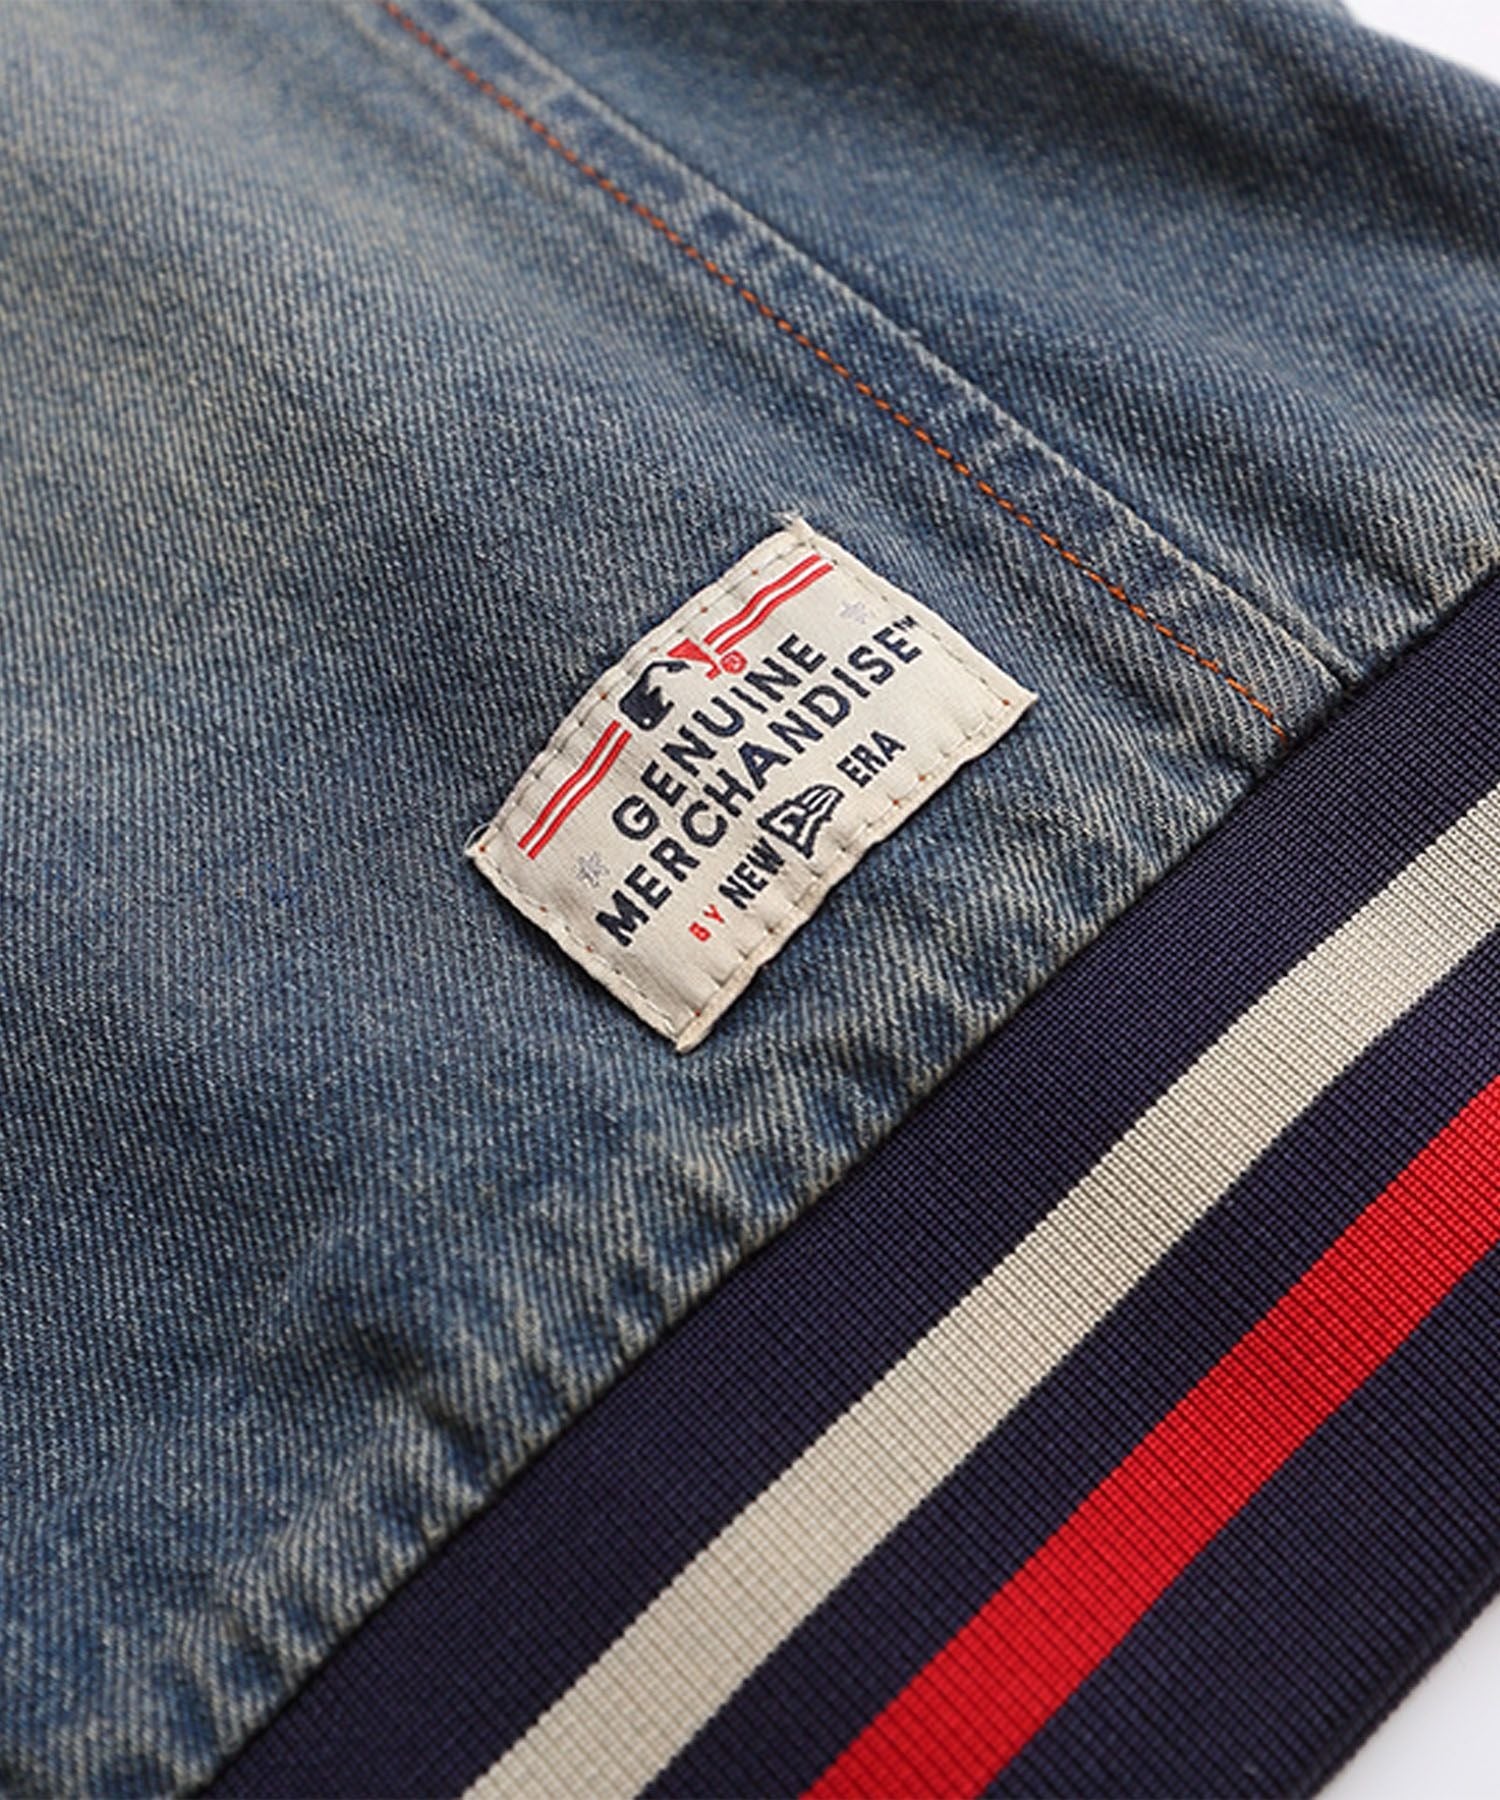 ®
GENUINE
MERCHANDISE™
BY NEW ERA